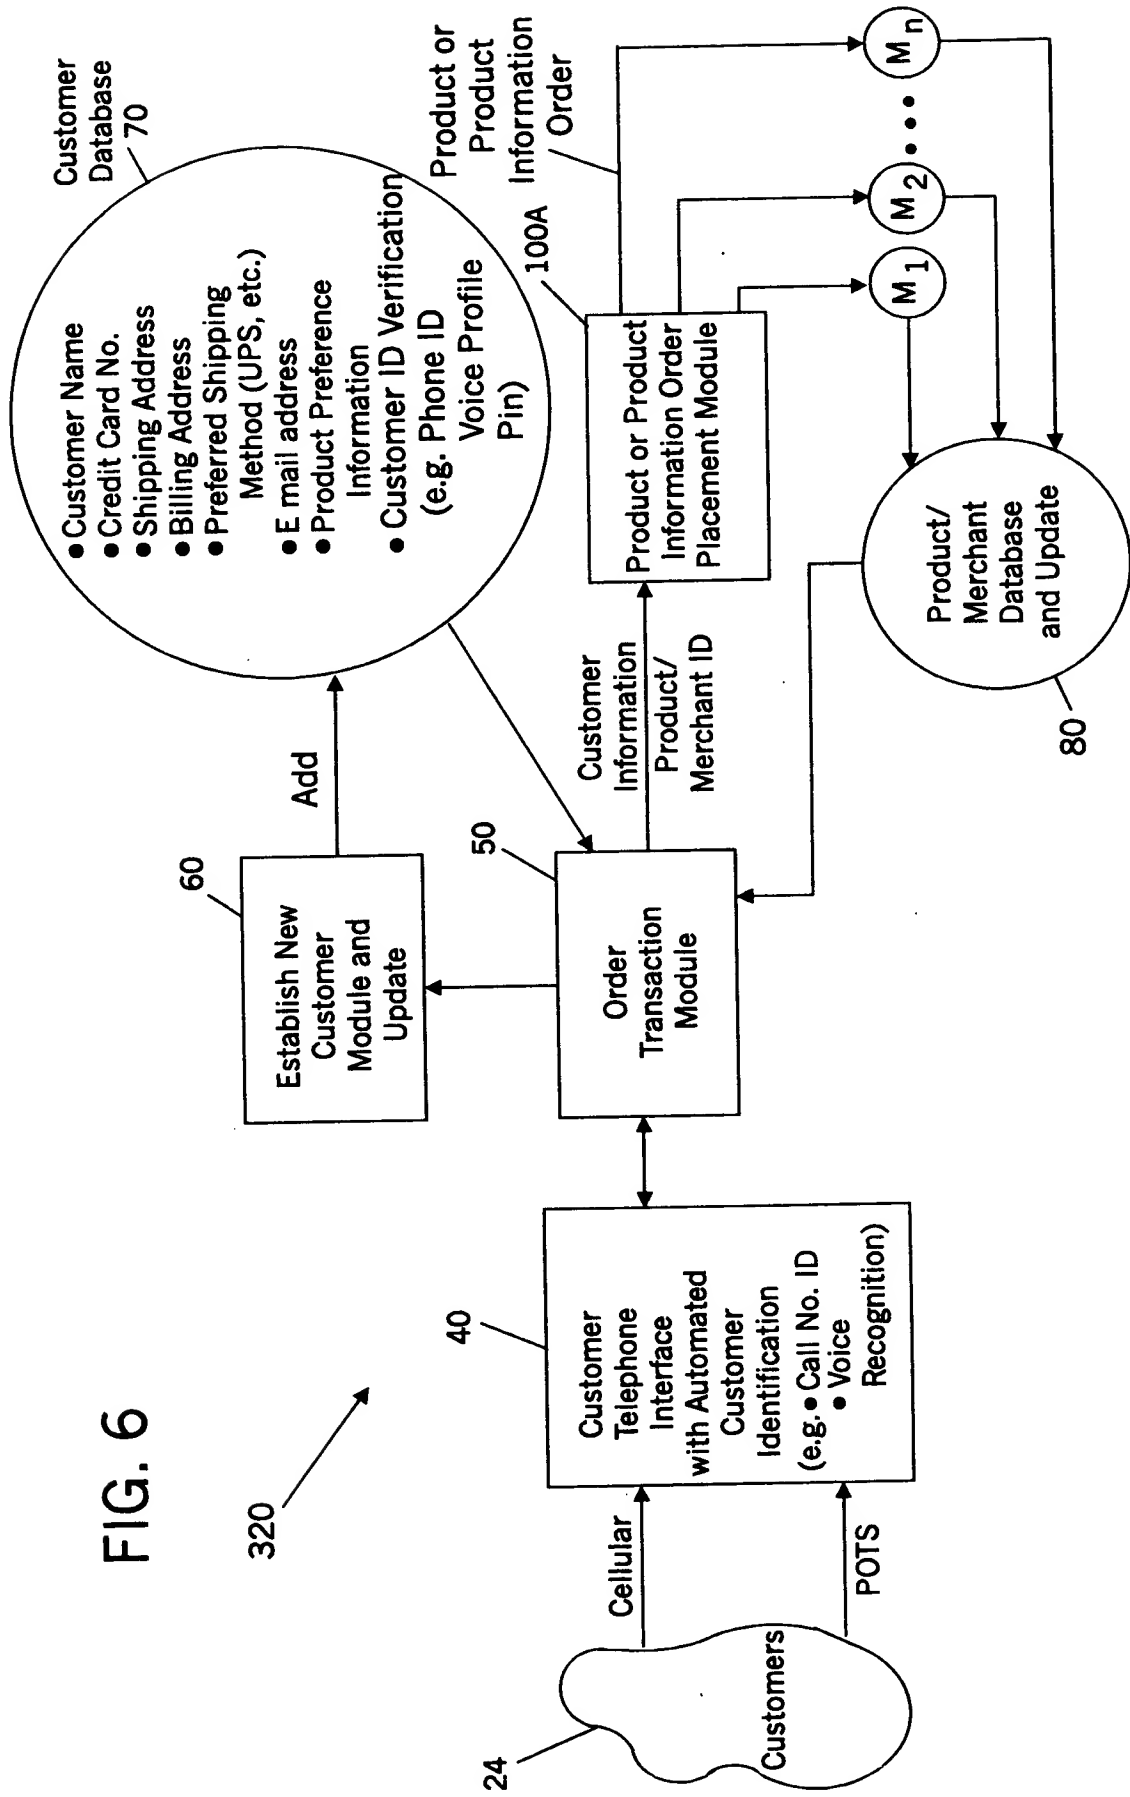 FIG. 6
320
24
Customers
Cellular
POTS
40
Customer
Telephone
Interface
with Automated
Customer
Identification
(e.g. ● Call No. ID
● Voice
Recognition)
60
Establish New
Customer
Module and
Update
Add
50
Order
Transaction
Module
Customer
Information
Product/
Merchant ID
Customer
Database
70
● Customer Name
● Credit Card No.
● Shipping Address
● Billing Address
● Preferred Shipping
Method (UPS, etc.)
● E mail address
● Product Preference
Information
● Customer ID Verification
(e.g. Phone ID
Voice Profile
Pin)
100A
Product or Product
Information Order
Placement Module
Product or
Product
Information
Order
M1
M2
Mn
Product/
Merchant
Database
and Update
80